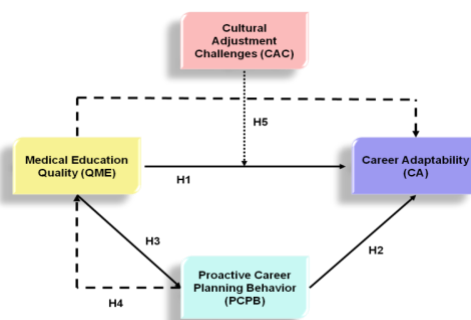 Cultural
Adjustment
Challenges (CAC)
H5
Medical Education
Quality (QME)
H1
Career Adaptability
(CA)
H3
H2
Proactive Career
Planning Behavior
(PCPB)
H4